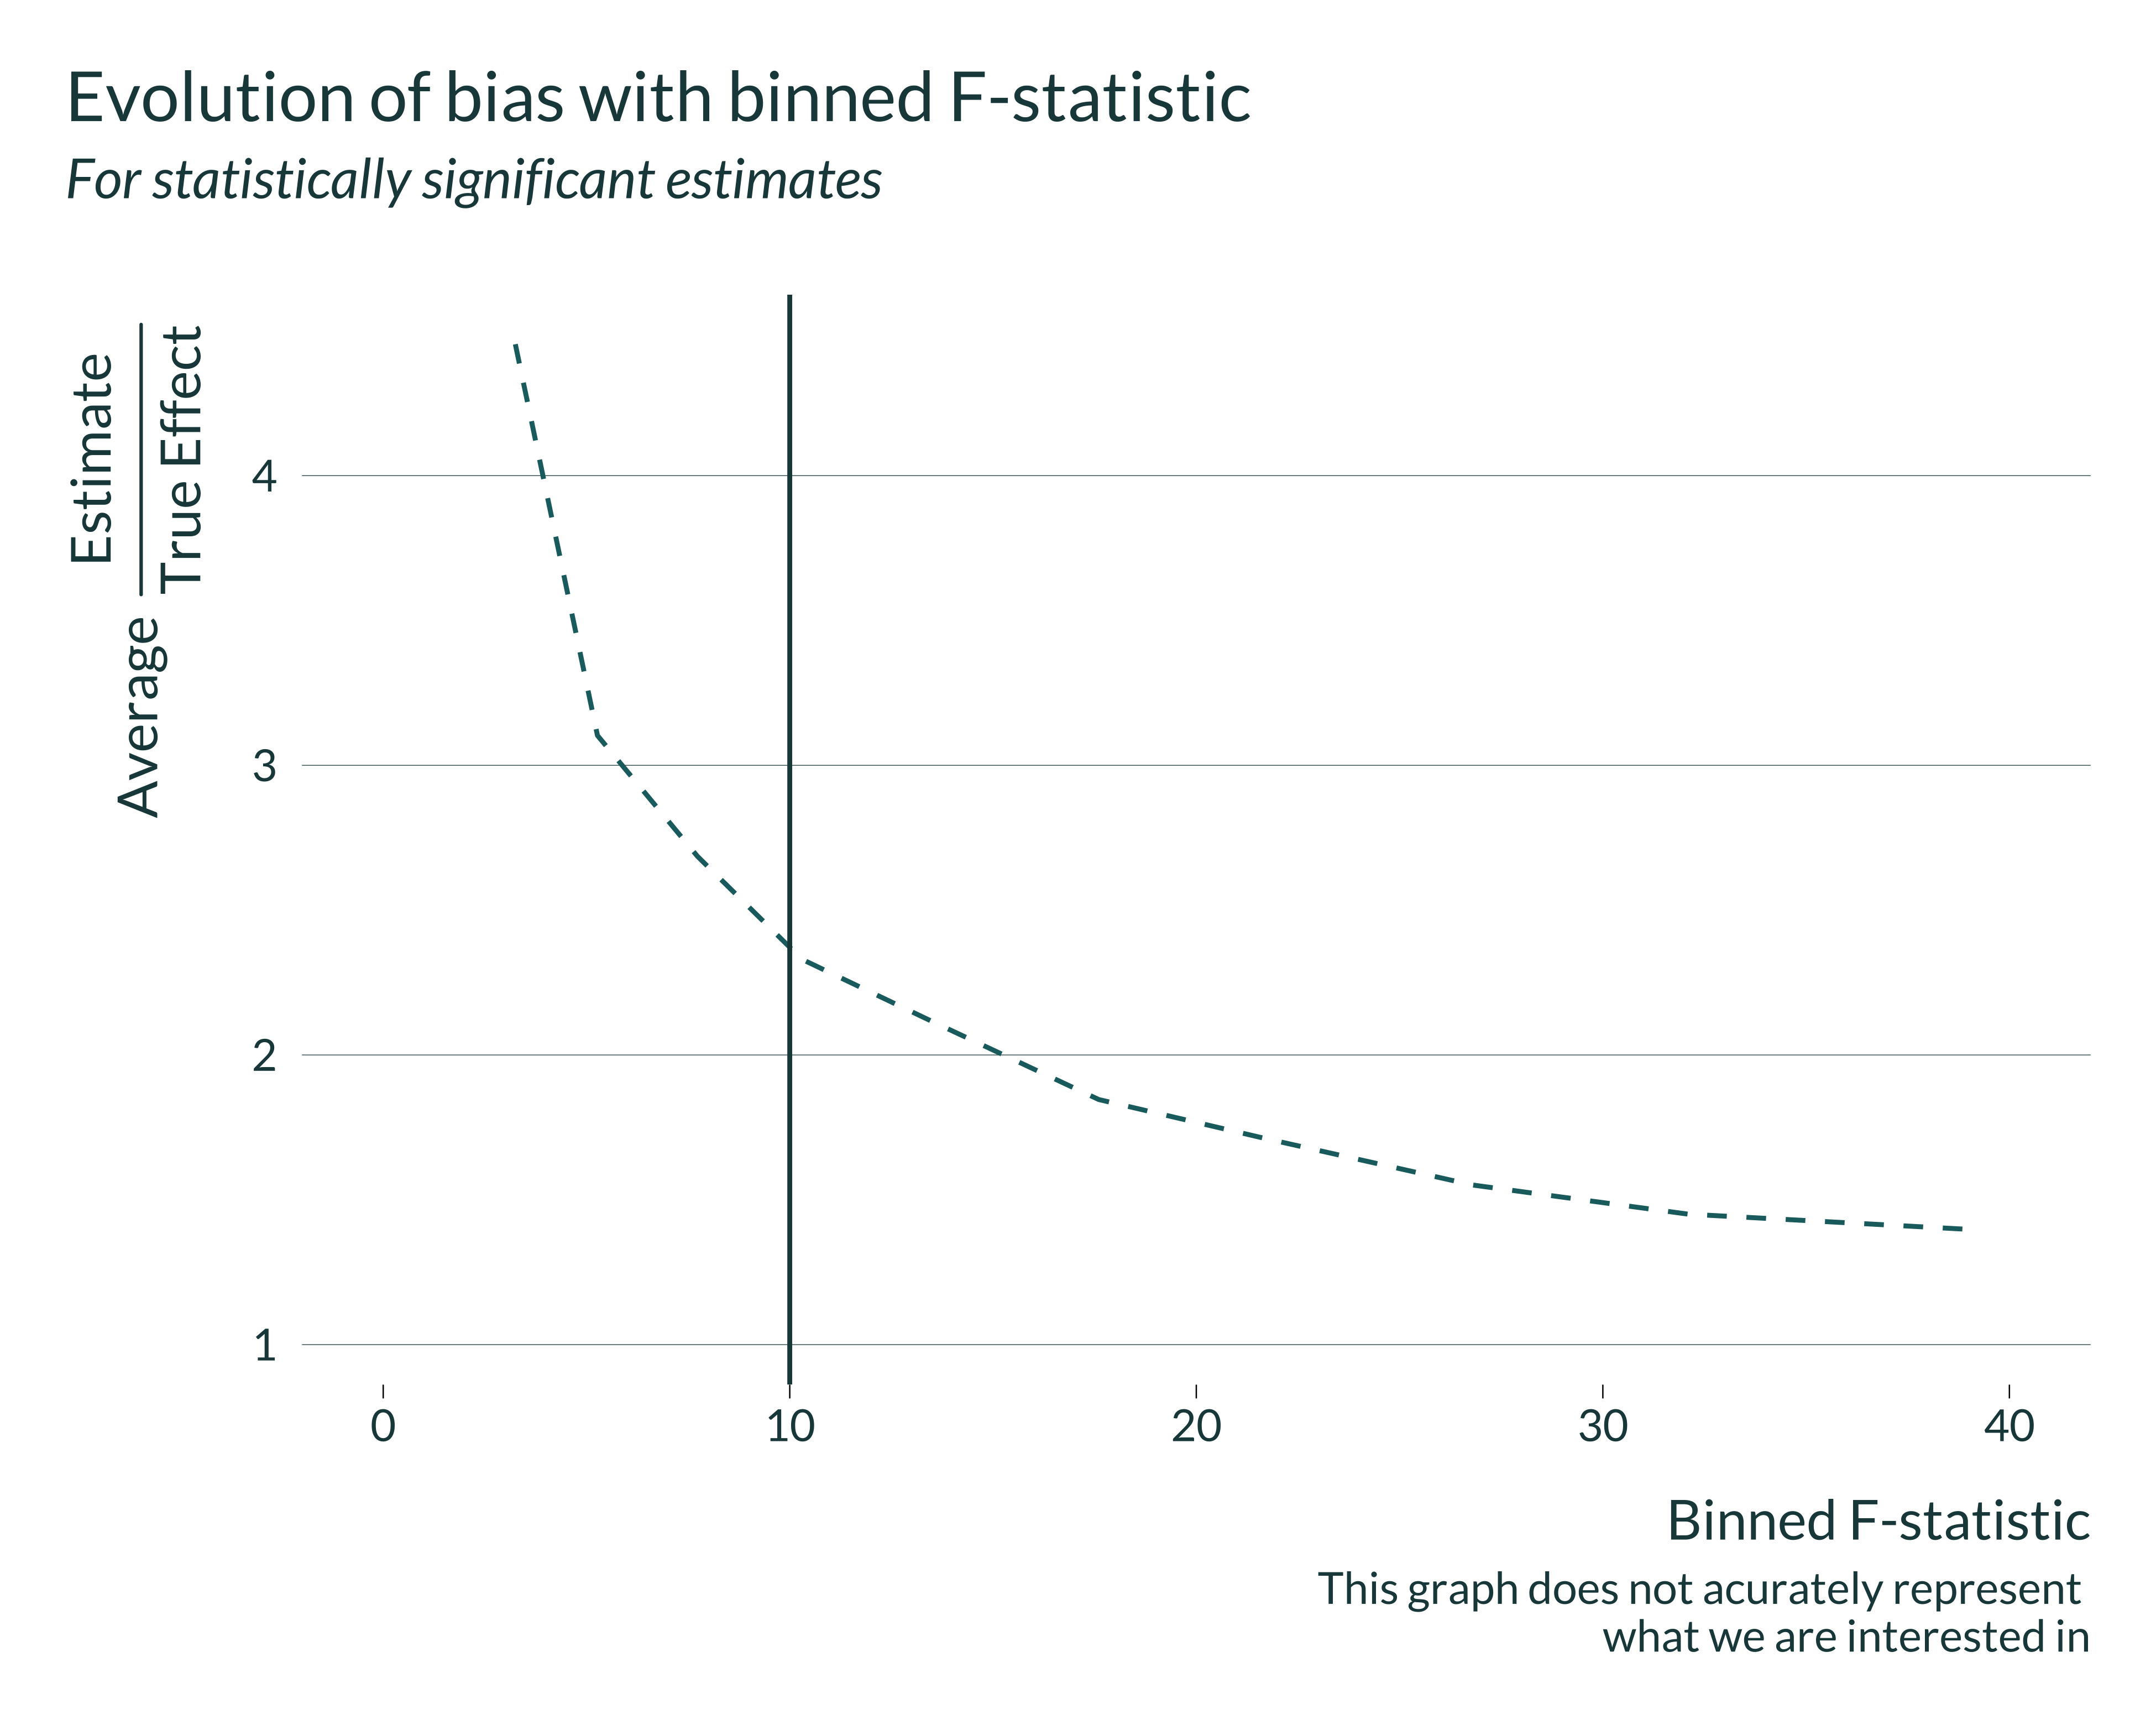 Evolution of bias with binned F-statistic
For statistically significant estimates
Average
Estimate
True Effect
4
3
2
1
0
10
20
30
40
Binned F-statistic
This graph does not acurately represent
what we are interested in